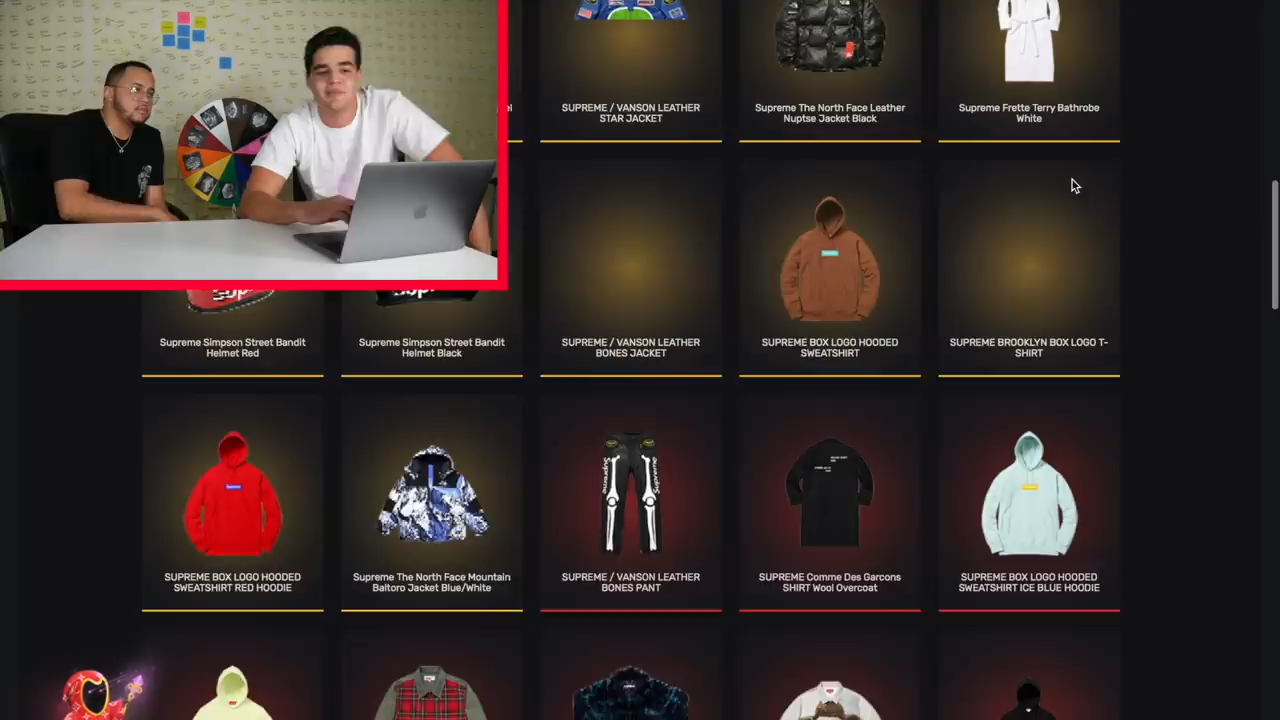 SUPREME / VANSON LEATHER
STAR JACKET
Supreme The North Face Leather
Nuptse Jacket Black
Supreme Frette Terry Bathrobe
White
Supreme Simpson Street Bandit
Helmet Red
Supreme Simpson Street Bandit
Helmet Black
SUPREME / VANSON LEATHER
BONES JACKET
SUPREME BOX LOGO HOODED
SWEATSHIRT
SUPREME BROOKLYN BOX LOGO T-
SHIRT
SUPREME BOX LOGO HOODED
SWEATSHIRT RED HOODIE
Supreme The North Face Mountain
Baltoro Jacket Blue/White
SUPREME / VANSON LEATHER
BONES PANT
SUPREME Comme Des Garcons
SHIRT Wool Overcoat
SUPREME BOX LOGO HOODED
SWEATSHIRT ICE BLUE HOODIE